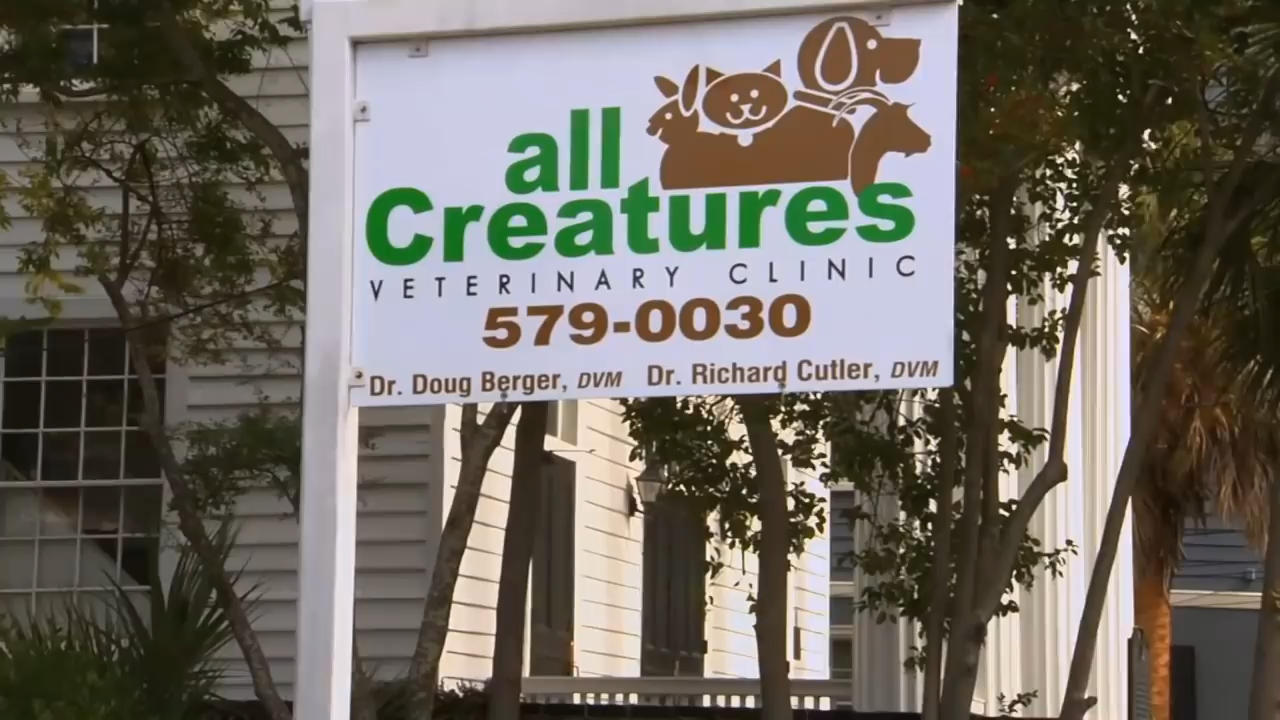 all
Creatures
VETERINARY CLINIC
579-0030
Dr. Doug Berger, DVM Dr. Richard Cutler, DVM